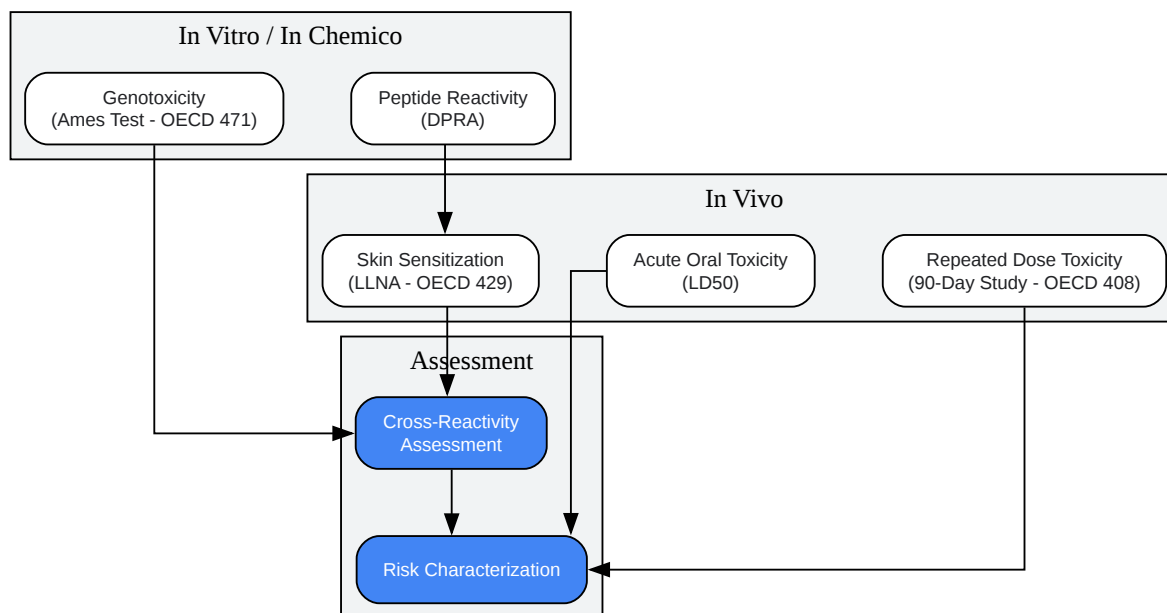 In Vitro / In Chemico
Genotoxicity
(Ames Test - OECD 471)
Peptide Reactivity
(DPRA)
In Vivo
Skin Sensitization
(LLNA - OECD 429)
Acute Oral Toxicity
(LD50)
Repeated Dose Toxicity
(90-Day Study - OECD 408)
Assessment
Cross-Reactivity
Assessment
Risk Characterization